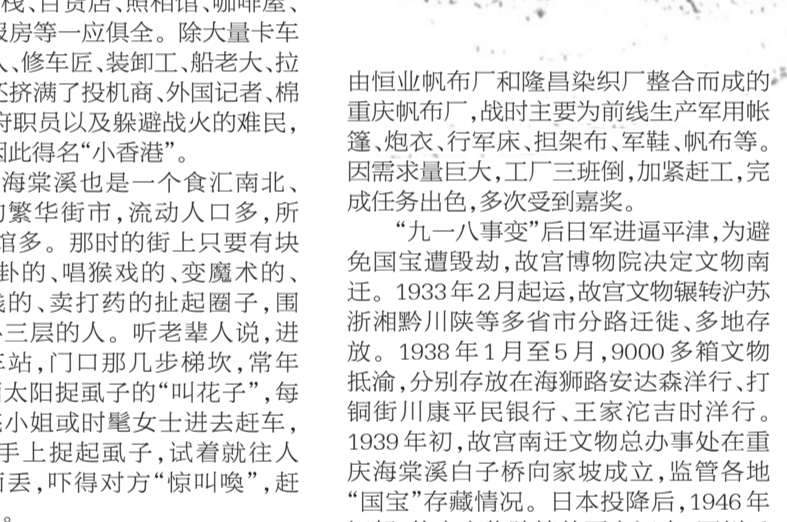 栈、百货店、照相馆、咖啡屋、
报房等一应俱全。除大量卡车
人、修车匠、装卸工、船老大、拉
还挤满了投机商、外国记者、棉
府职员以及躲避战火的难民，
因此得名“小香港”。
海棠溪也是一个食汇南北、
的繁华街市，流动人口多，所
馆多。那时的街上只要有块
卦的、唱猴戏的、变魔术的、
钱的、卖打药的扯起圈子，围
三层的人。听老辈人说，进
车站，门口那几步梯坎，常年
晒太阳捉虱子的“叫花子”，每
小姐或时髦女士进去赶车，
手上捉起虱子，试着就往人
面丢，吓得对方“惊叫唤”，赶
。
由恒业帆布厂和隆昌染织厂整合而成的
重庆帆布厂，战时主要为前线生产军用帐
篷、炮衣、行军床、担架布、军鞋、帆布等。
因需求量巨大，工厂三班倒，加紧赶工，完
成任务出色，多次受到嘉奖。
“九一八事变”后日军进逼平津，为避
免国宝遭毁劫，故宫博物院决定文物南
迁。1933年2月起运，故宫文物辗转沪苏
浙湘黔川陕等多省市分路迁徙、多地存
放。1938年1月至5月，9000多箱文物
抵渝，分别存放在海狮路安达森洋行、打
铜街川康平民银行、王家沱吉时洋行。
1939年初，故宫南迁文物总办事处在重
庆海棠溪白子桥向家坡成立，监管各地
“国宝”存藏情况。日本投降后，1946年